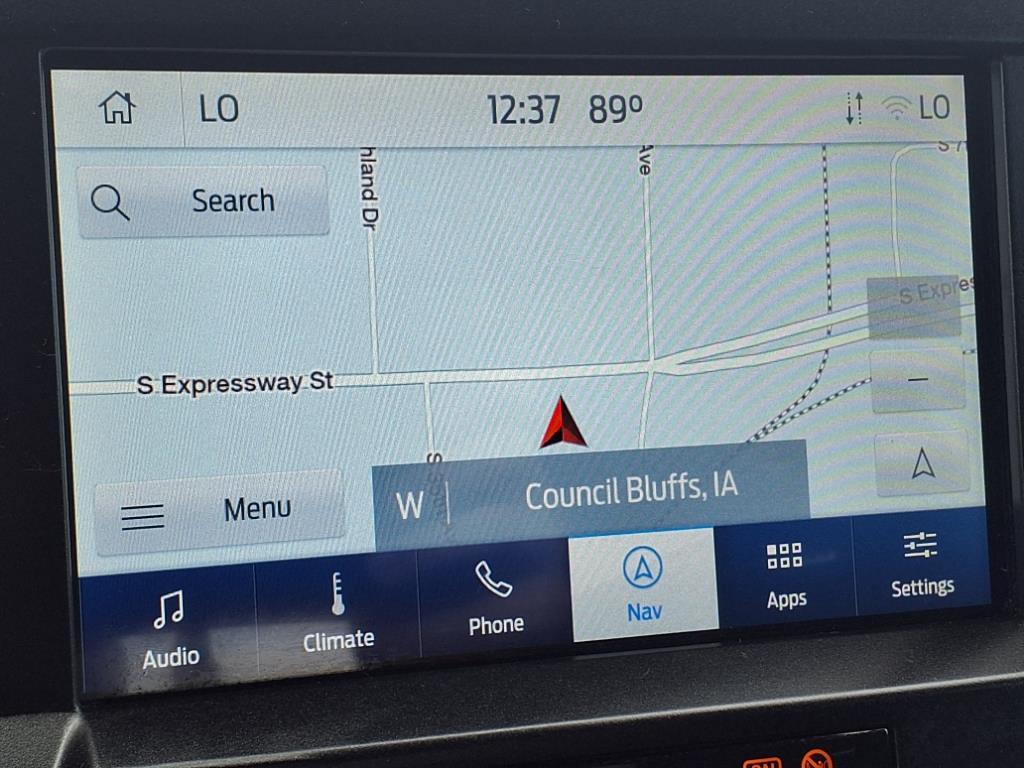 LO
12:37 89°
LO
Search
hland Dr
Ave
S Expres
S Expressway St
Menu
W
Council Bluffs, IA
Audio
Climate
Phone
Nav
Apps
Settings